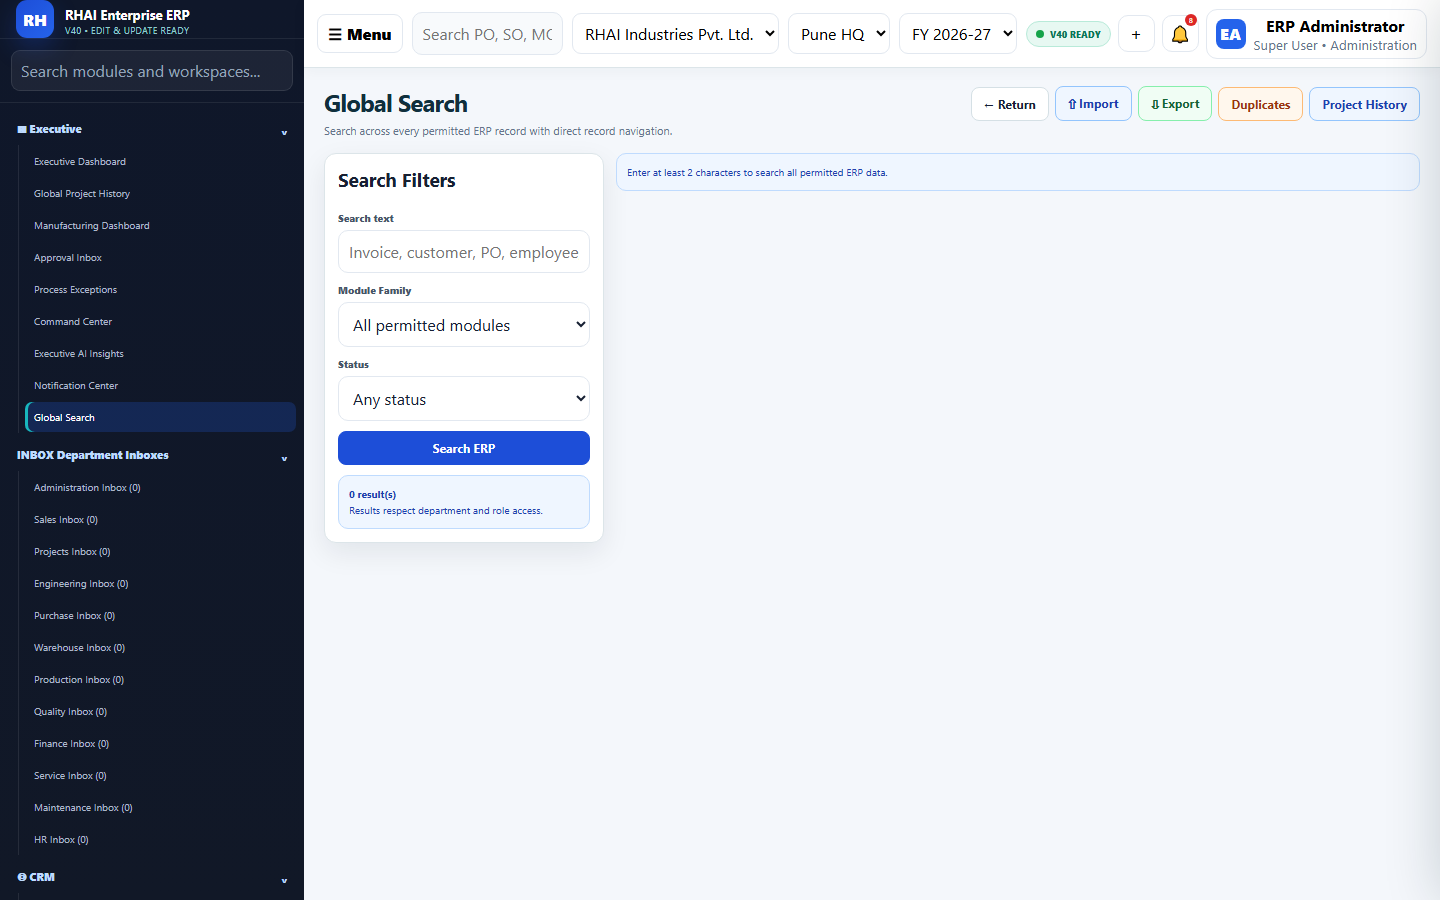 RH
RHAI Enterprise ERP
V40 • EDIT & UPDATE READY
Search modules and workspaces...
Executive
Executive Dashboard
Global Project History
Manufacturing Dashboard
Approval Inbox
Process Exceptions
Command Center
Executive AI Insights
Notification Center
Global Search
INBOX Department Inboxes
Administration Inbox (0)
Sales Inbox (0)
Projects Inbox (0)
Engineering Inbox (0)
Purchase Inbox (0)
Warehouse Inbox (0)
Production Inbox (0)
Quality Inbox (0)
Finance Inbox (0)
Service Inbox (0)
Maintenance Inbox (0)
HR Inbox (0)
CRM
☰ Menu
Search PO, SO, MO
RHAI Industries Pvt. Ltd.
Pune HQ
FY 2026-27
V40 READY
+
8
EA
ERP Administrator
Super User • Administration
Global Search
Search across every permitted ERP record with direct record navigation.
← Return
⇧ Import
⇩ Export
Duplicates
Project History
Search Filters
Search text
Invoice, customer, PO, employee
Module Family
All permitted modules
Status
Any status
Search ERP
0 result(s)
Results respect department and role access.
Enter at least 2 characters to search all permitted ERP data.